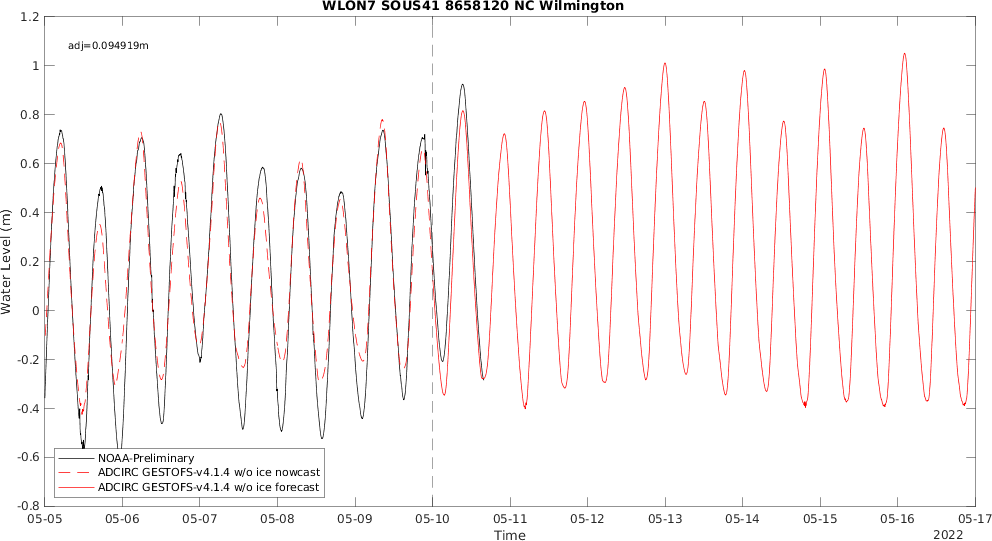 WLON7 SOUS41 8658120 NC Wilmington
adj=0.094919m
1.2
1
0.8
0.6
0.4
0.2
0
-0.2
-0.4
-0.6
-0.8
Water Level (m)
NOAA-Preliminary
ADCIRC GESTOFS-v4.1.4 w/o ice nowcast
ADCIRC GESTOFS-v4.1.4 w/o ice forecast
05-05 05-06 05-07 05-08 05-09 05-10 05-11 05-12 05-13 05-14 05-15 05-16 05-17
Time
2022